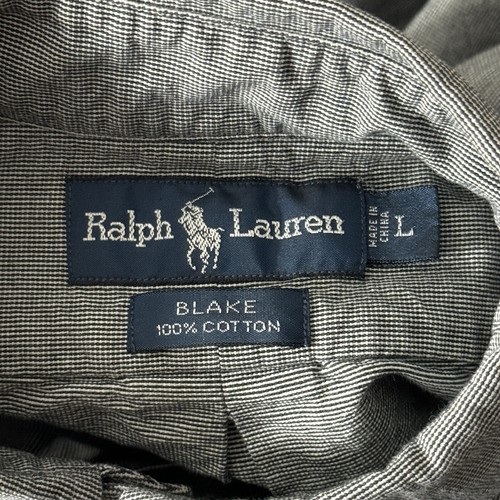 Ralph Lauren
MADE IN
CHINA
L
BLAKE
100% COTTON